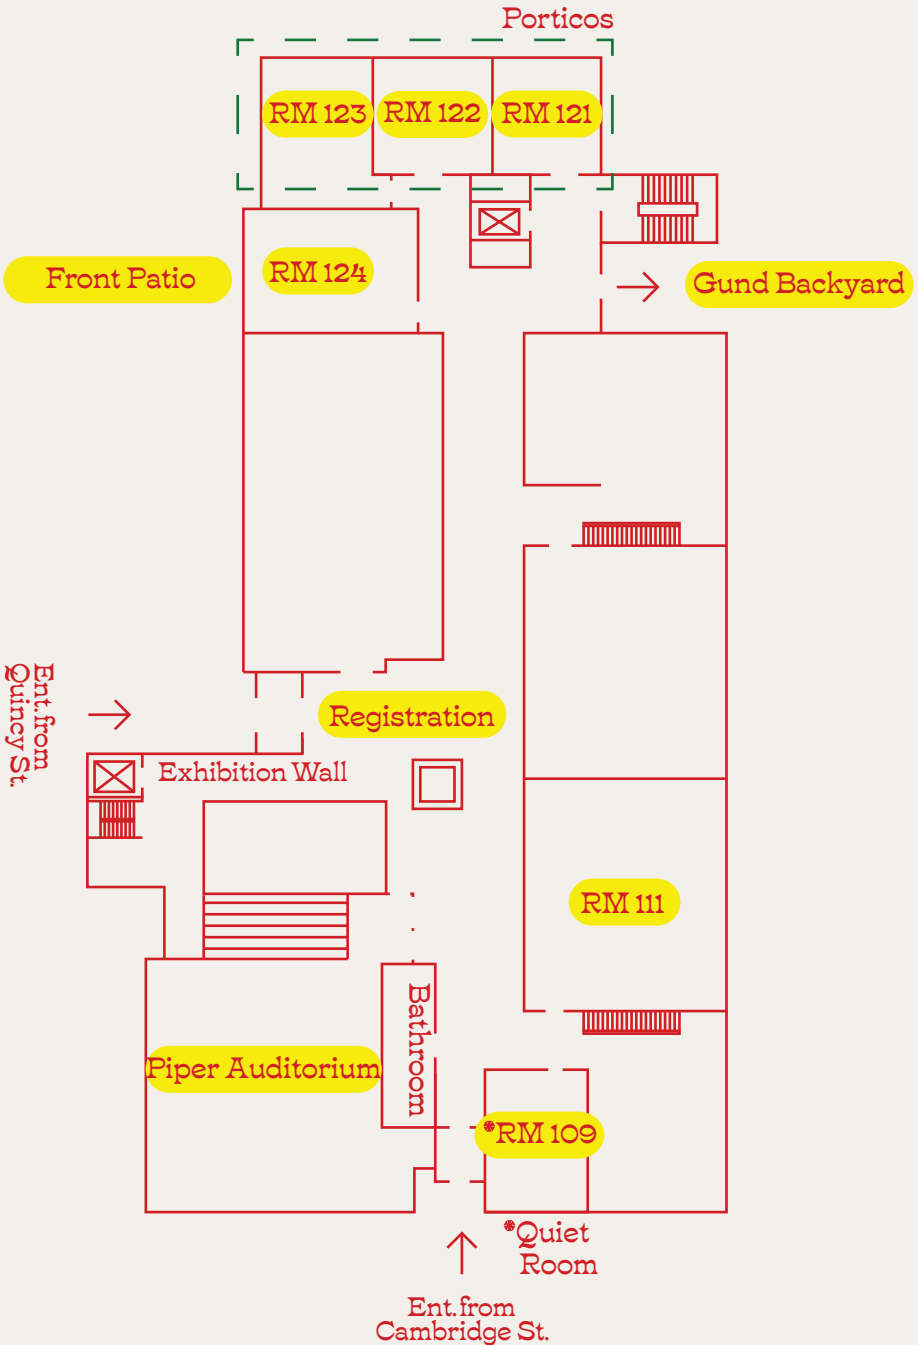 Porticos
RM 123
RM 122
RM 121
Front Patio
RM 124
Gund Backyard
Ent. from
Quincy St.
Registration
Exhibition Wall
RM 111
Bathroom
Piper Auditorium
*RM 109
*Quiet
Room
Ent. from
Cambridge St.